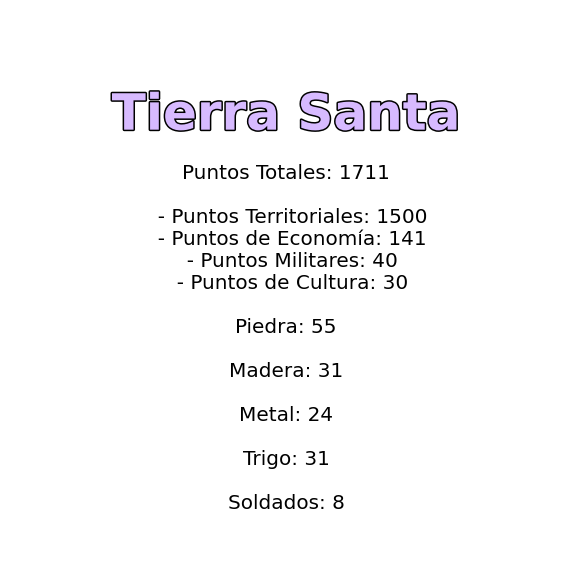 Tierra Santa
Puntos Totales: 1711
- Puntos Territoriales: 1500
- Puntos de Economía: 141
- Puntos Militares: 40
- Puntos de Cultura: 30
Piedra: 55
Madera: 31
Metal: 24
Trigo: 31
Soldados: 8